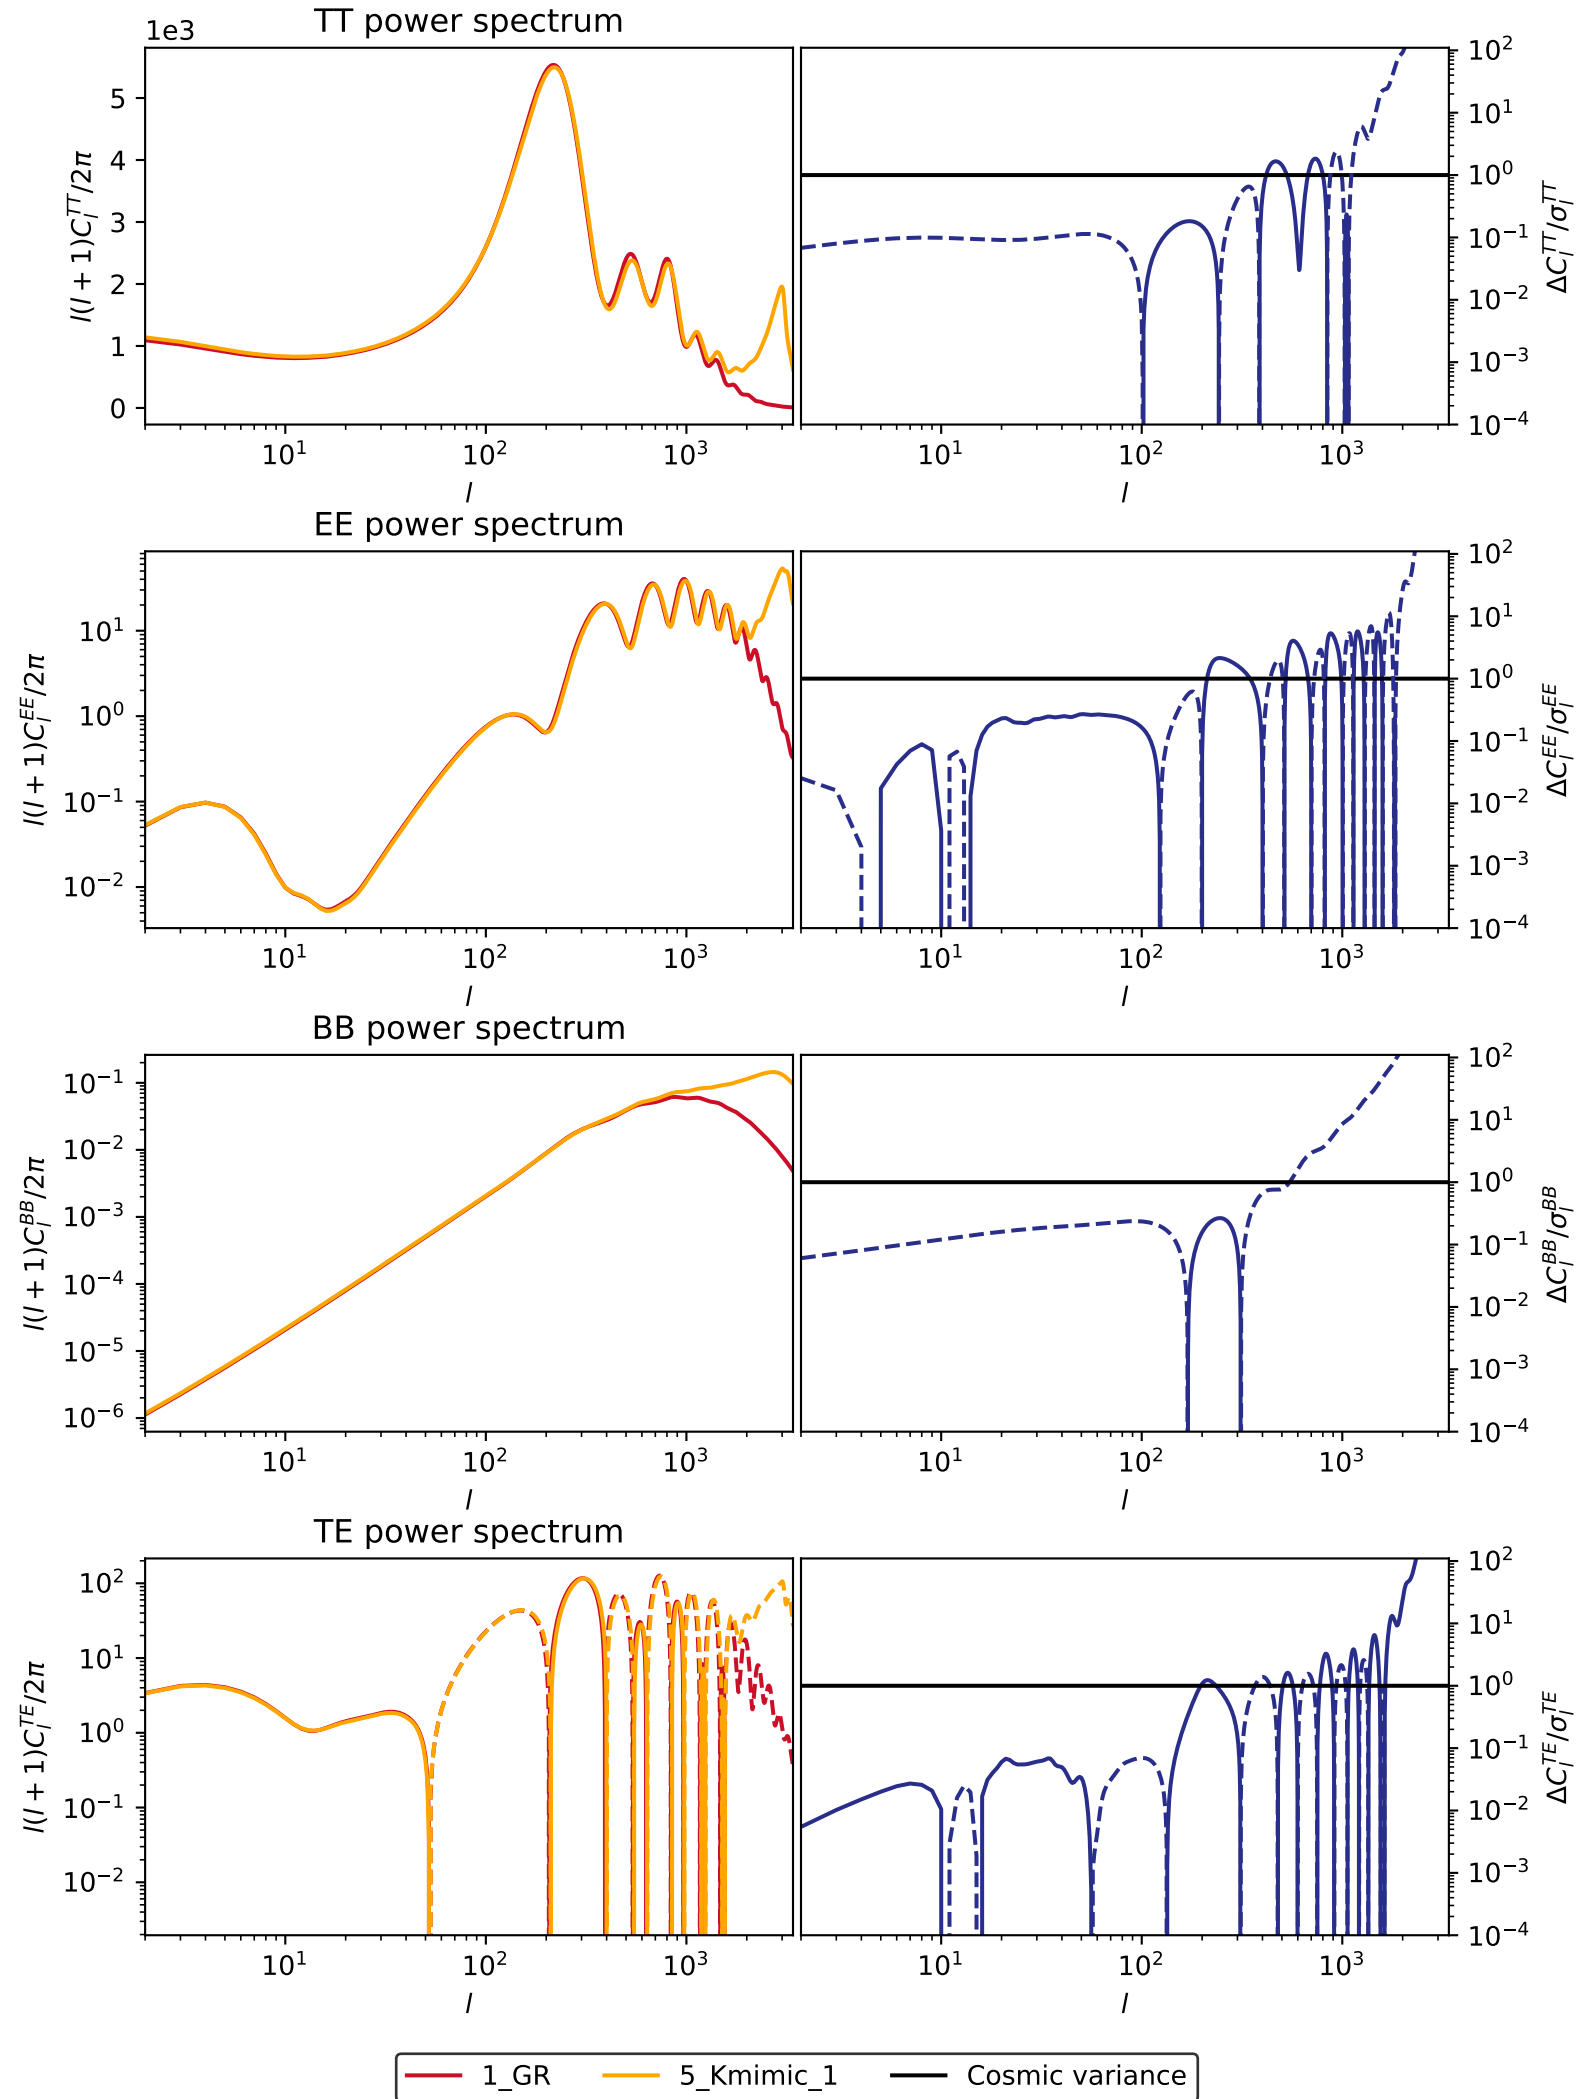 TT power spectrum
1e3
l(l + 1)C_l^{TT}/2π
5
4
3
2
1
0
10^1 10^2 10^3
l
10^2
10^1
10^0
10^{−1}
10^{−2}
10^{−3}
10^{−4}
ΔC_l^{TT}/σ_l^{TT}
10^1 10^2 10^3
EE power spectrum
l(l + 1)C_l^{EE}/2π
10^1
10^0
10^{−1}
10^{−2}
10^1 10^2 10^3
l
10^2
10^1
10^0
10^{−1}
10^{−2}
10^{−3}
10^{−4}
ΔC_l^{EE}/σ_l^{EE}
10^1 10^2 10^3
l
BB power spectrum
l(l + 1)C_l^{BB}/2π
10^{−1}
10^{−2}
10^{−3}
10^{−4}
10^{−5}
10^{−6}
10^1 10^2 10^3
l
10^2
10^1
10^0
10^{−1}
10^{−2}
10^{−3}
10^{−4}
ΔC_l^{BB}/σ_l^{BB}
10^1 10^2 10^3
l
TE power spectrum
l(l + 1)C_l^{TE}/2π
10^2
10^1
10^0
10^{−1}
10^{−2}
10^1 10^2 10^3
l
10^2
10^1
10^0
10^{−1}
10^{−2}
10^{−3}
10^{−4}
ΔC_l^{TE}/σ_l^{TE}
10^1 10^2 10^3
l
1_GR 5_Kmimic_1 Cosmic variance